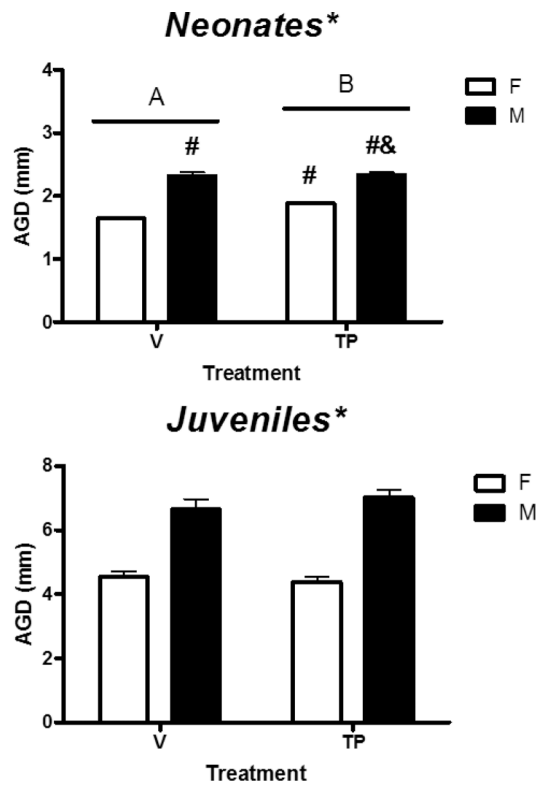 Neonates*
4
3
2
1
0
AGD (mm)
A
B
#
#
#&
F
M
V
TP
Treatment
Juveniles*
8
6
4
2
0
AGD (mm)
F
M
V
TP
Treatment